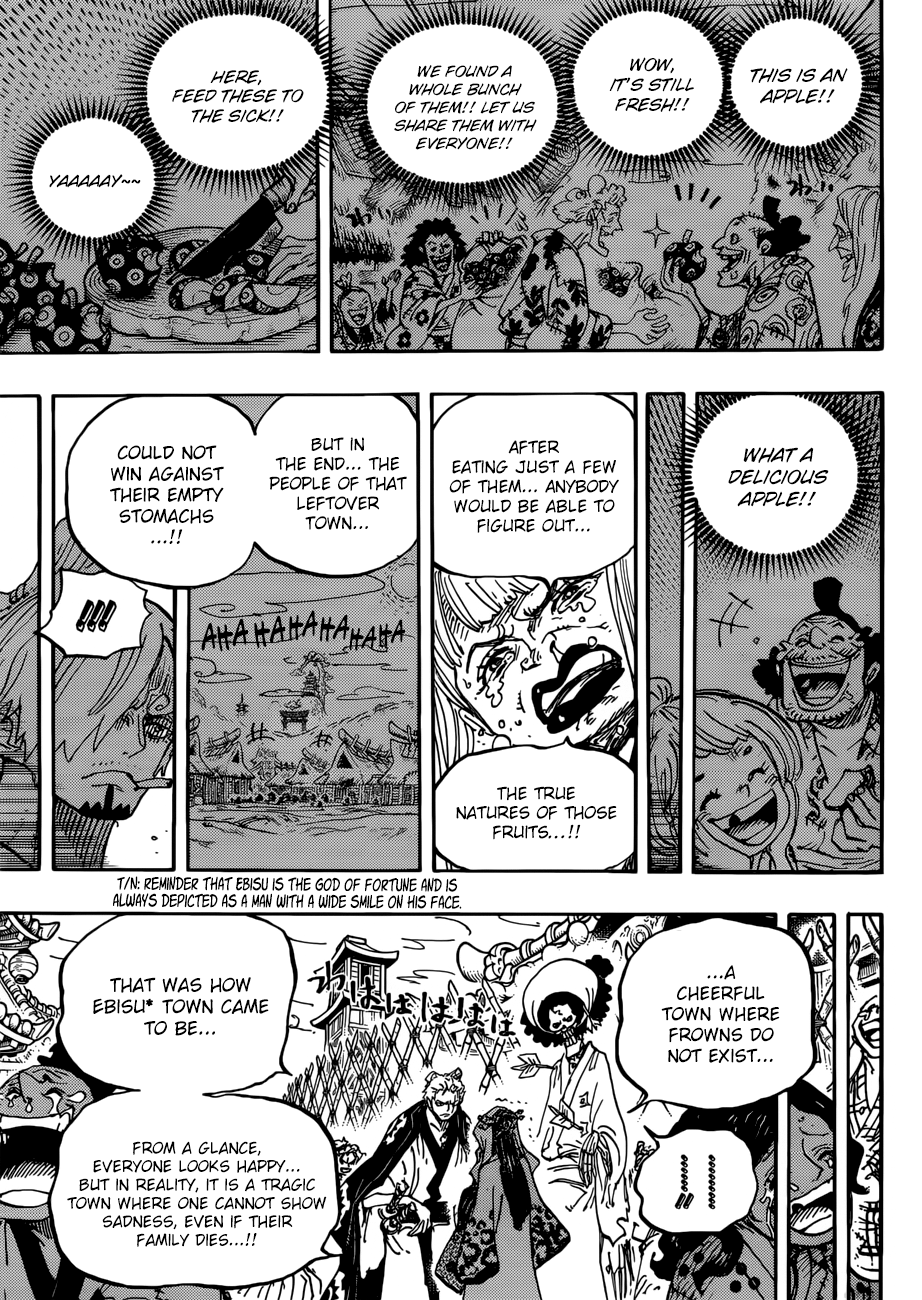 THIS IS AN
APPLE!!
WOW,
IT'S STILL
FRESH!!
WE FOUND A
WHOLE BUNCH
OF THEM!! LET US
SHARE THEM WITH
EVERYONE!!
HERE,
FEED THESE TO
THE SICK!!
YAAAAAY~~
WHAT A
DELICIOUS
APPLE!!
AFTER
EATING JUST A FEW
OF THEM... ANYBODY
WOULD BE ABLE TO
FIGURE OUT...
THE TRUE
NATURES OF THOSE
FRUITS...!!
BUT IN
THE END... THE
PEOPLE OF THAT
LEFTOVER
TOWN...
COULD NOT
WIN AGAINST
THEIR EMPTY
STOMACHS
...!!
AHAHAHAHAHAHA
!!!
T/N: REMINDER THAT EBISU IS THE GOD OF FORTUNE AND IS
ALWAYS DEPICTED AS A MAN WITH A WIDE SMILE ON HIS FACE.
...A
CHEERFUL
TOWN WHERE
FROWNS DO
NOT EXIST...
わはははは
THAT WAS HOW
EBISU* TOWN CAME
TO BE...
FROM A GLANCE,
EVERYONE LOOKS HAPPY...
BUT IN REALITY, IT IS A TRAGIC
TOWN WHERE ONE CANNOT SHOW
SADNESS, EVEN IF THEIR
FAMILY DIES...!!